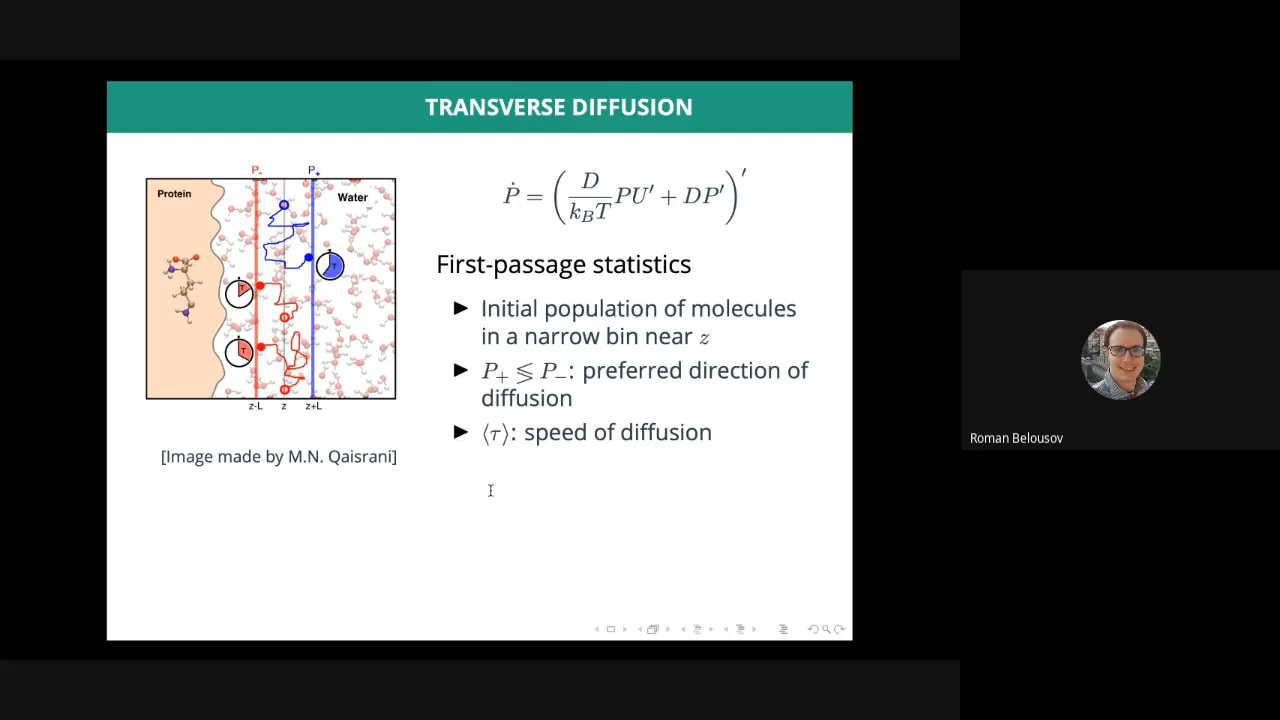 TRANSVERSE DIFFUSION
P- P+
Protein
Water
T
T
T
z-L z z+L
[Image made by M.N. Qaisrani]
Ṗ = (D/k_BT PU′ + DP′)′
First-passage statistics
► Initial population of molecules
in a narrow bin near z
► P₊ ≶ P₋: preferred direction of
diffusion
► ⟨τ⟩: speed of diffusion
Roman Belousov